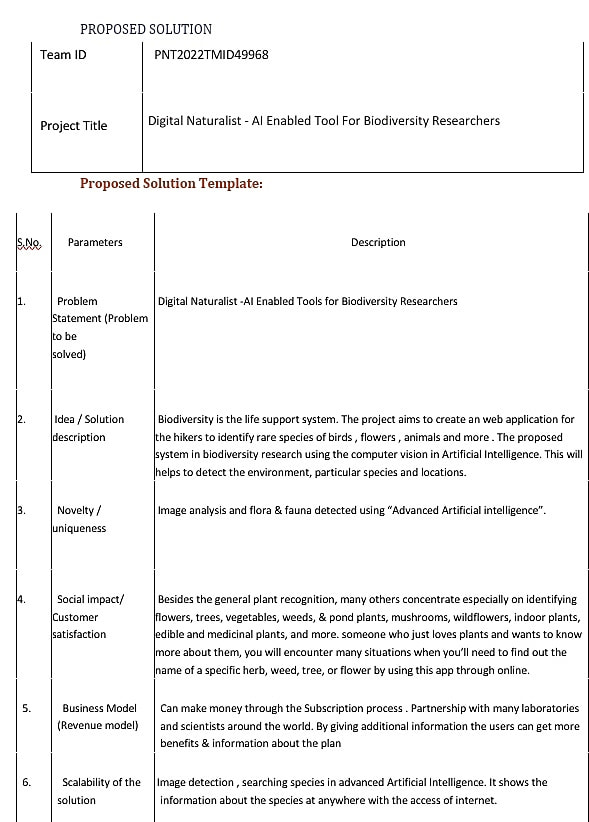 PROPOSED SOLUTION
Team ID PNT2022TMID49968
Project Title Digital Naturalist - AI Enabled Tool For Biodiversity Researchers
Proposed Solution Template:
S.No. Parameters Description
1. Problem Digital Naturalist -AI Enabled Tools for Biodiversity Researchers
Statement (Problem
to be
solved)
2. Idea / Solution Biodiversity is the life support system. The project aims to create an web application for
description the hikers to identify rare species of birds , flowers , animals and more . The proposed
system in biodiversity research using the computer vision in Artificial Intelligence. This will
helps to detect the environment, particular species and locations.
3. Novelty / Image analysis and flora & fauna detected using “Advanced Artificial intelligence”.
uniqueness
4. Social impact/ Besides the general plant recognition, many others concentrate especially on identifying
Customer flowers, trees, vegetables, weeds, & pond plants, mushrooms, wildflowers, indoor plants,
satisfaction edible and medicinal plants, and more. someone who just loves plants and wants to know
more about them, you will encounter many situations when you’ll need to find out the
name of a specific herb, weed, tree, or flower by using this app through online.
5. Business Model Can make money through the Subscription process . Partnership with many laboratories
(Revenue model) and scientists around the world. By giving additional information the users can get more
benefits & information about the plan
6. Scalability of the Image detection , searching species in advanced Artificial Intelligence. It shows the
solution information about the species at anywhere with the access of internet.